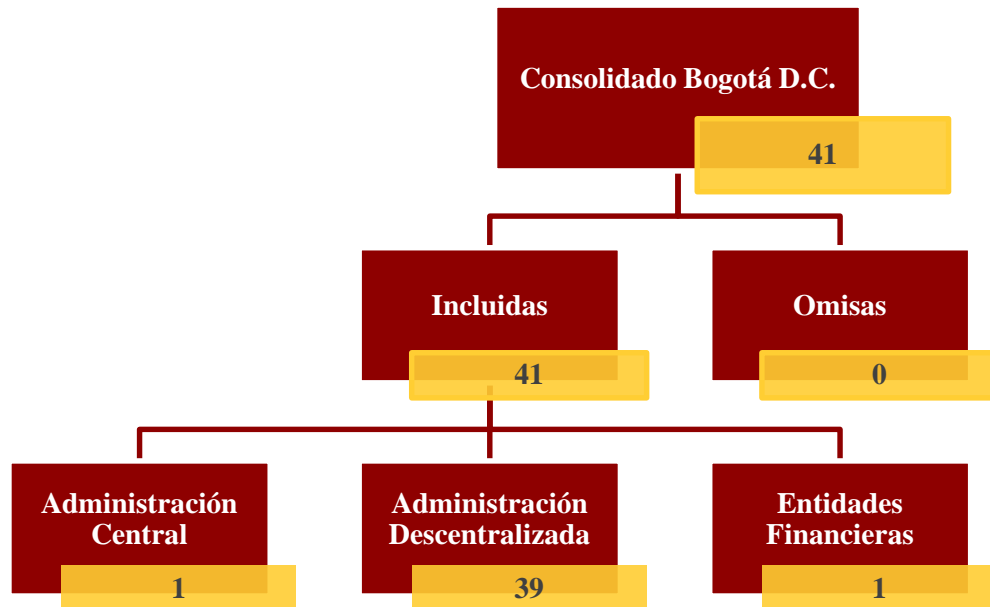 Consolidado Bogotá D.C.
41
Incluidas
41
Omisas
0
Administración
Central
1
Administración
Descentralizada
39
Entidades
Financieras
1